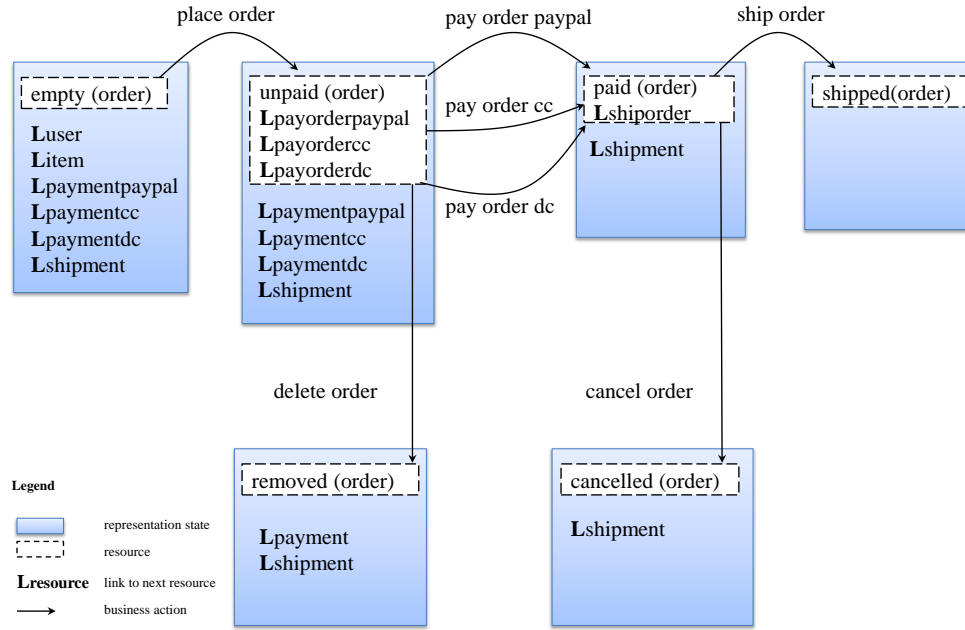 place order
pay order paypal
ship order
empty (order)
Luser
Litem
Lpaymentpaypal
Lpaymentcc
Lpaymentdc
Lshipment
unpaid (order)
Lpayorderpaypal
Lpayordercc
Lpayorderdc
Lpaymentpaypal
Lpaymentcc
Lpaymentdc
Lshipment
pay order cc
pay order dc
paid (order)
Lshiporder
Lshipment
shipped(order)
delete order
cancel order
removed (order)
Lpayment
Lshipment
cancelled (order)
Lshipment
Legend
representation state
resource
Lresource link to next resource
business action